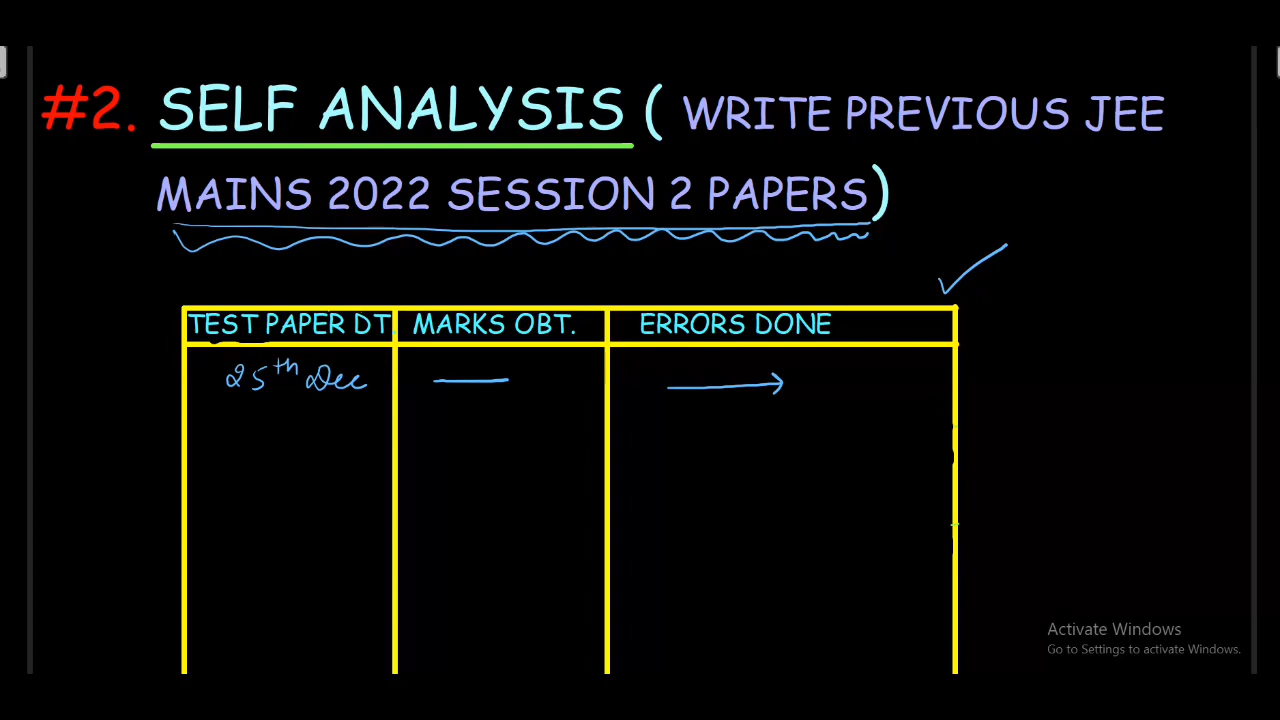 #2. SELF ANALYSIS ( WRITE PREVIOUS JEE
MAINS 2022 SESSION 2 PAPERS)
TEST PAPER DT. MARKS OBT. ERRORS DONE
25th Dec
Activate Windows
Go to Settings to activate Windows.